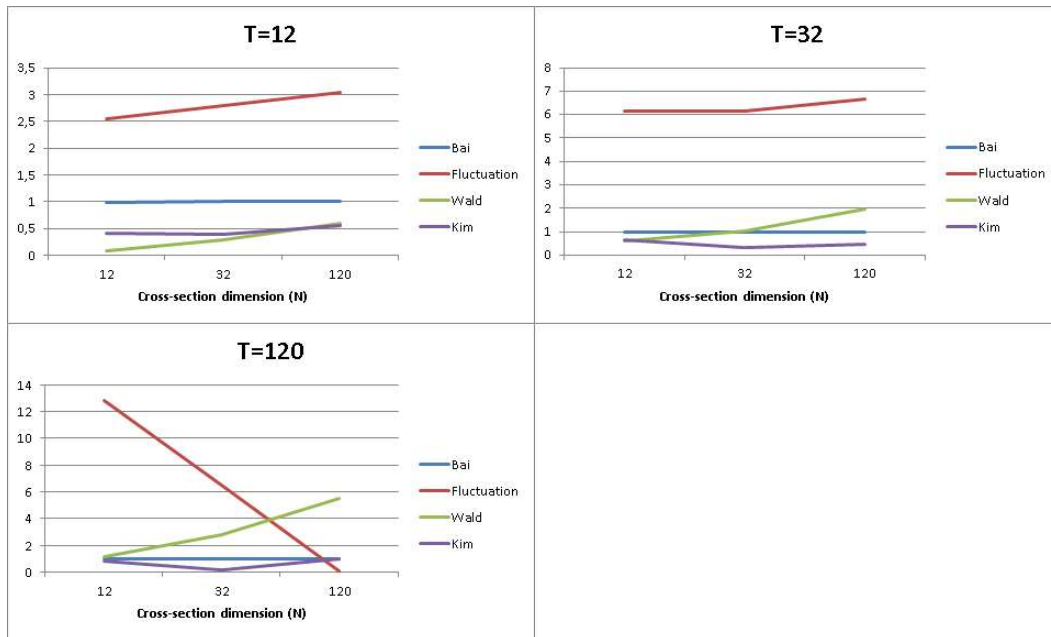 T=12
3,5
3
2,5
2
1,5
1
0,5
0
12 32 120
Cross-section dimension (N)
Bai
Fluctuation
Wald
Kim
T=32
8
7
6
5
4
3
2
1
0
12 32 120
Cross-section dimension (N)
Bai
Fluctuation
Wald
Kim
T=120
14
12
10
8
6
4
2
0
12 32 120
Cross-section dimension (N)
Bai
Fluctuation
Wald
Kim